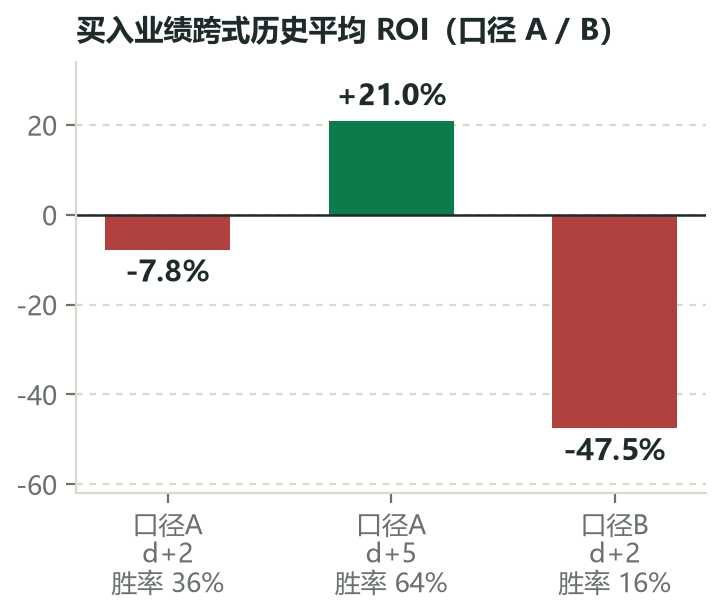 买入业绩跨式历史平均 ROI（口径 A / B）
+21.0%
20
0
-7.8%
-20
-40
-47.5%
-60
口径A
d+2
胜率 36%
口径A
d+5
胜率 64%
口径B
d+2
胜率 16%